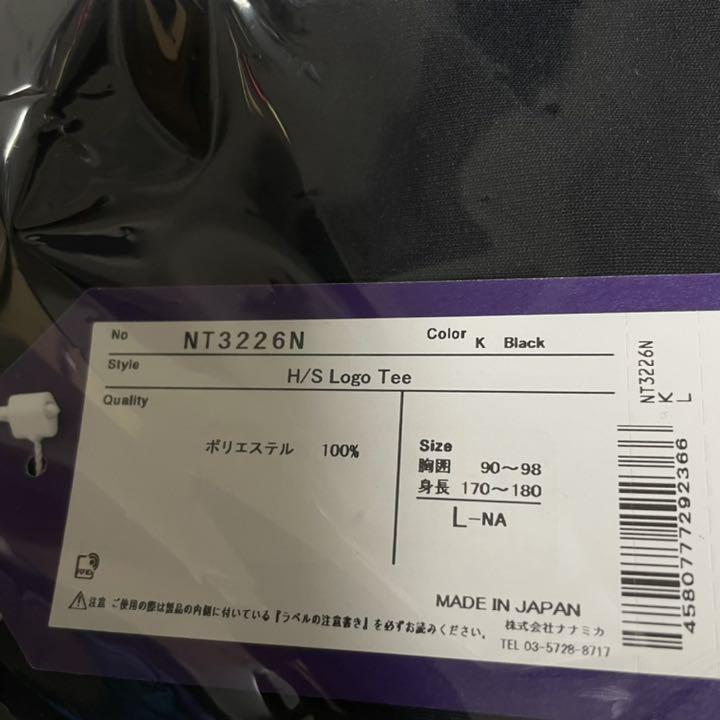 No NT3226N Color K Black
Style H/S Logo Tee
Quality
ポリエステル 100%
Size
胸囲 90～98
身長 170～180
L-NA
⚠注意 ご使用の際は製品の内側に付いている『ラベルの注意書き』を必ずお読みください。
MADE IN JAPAN
株式会社ナナミカ
TEL 03-5728-8717
NT3226N
K
L
4580777292366